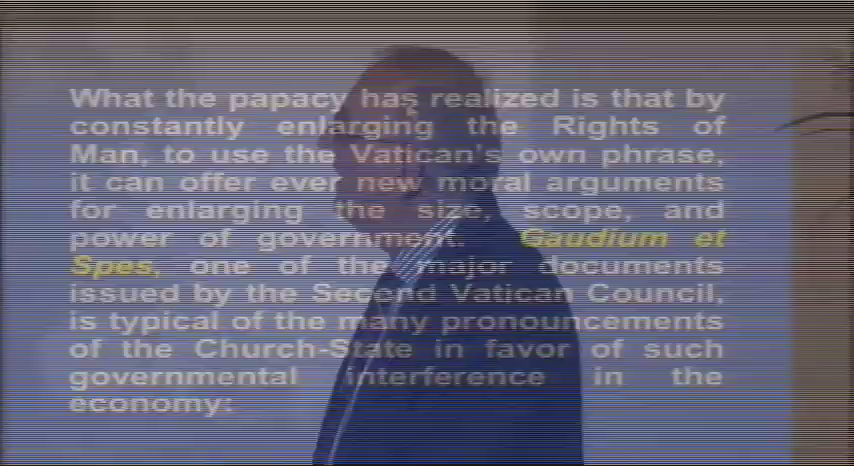 What the papacy has realized is that by
constantly enlarging the Rights of
Man, to use the Vatican's own phrase,
it can offer ever new moral arguments
for enlarging the size, scope, and
power of government. Gaudium et
Spes, one of the major documents
issued by the Second Vatican Council,
is typical of the many pronouncements
of the Church-State in favor of such
governmental interference in the
economy: